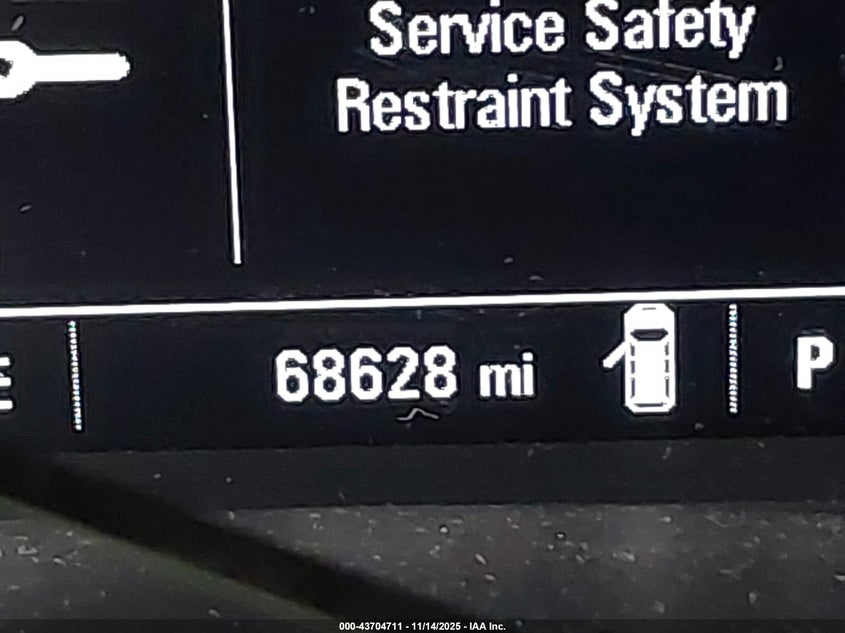 Service Safety
Restraint System
68628 mi
P
000-43704711 - 11/14/2025 - IAA Inc.